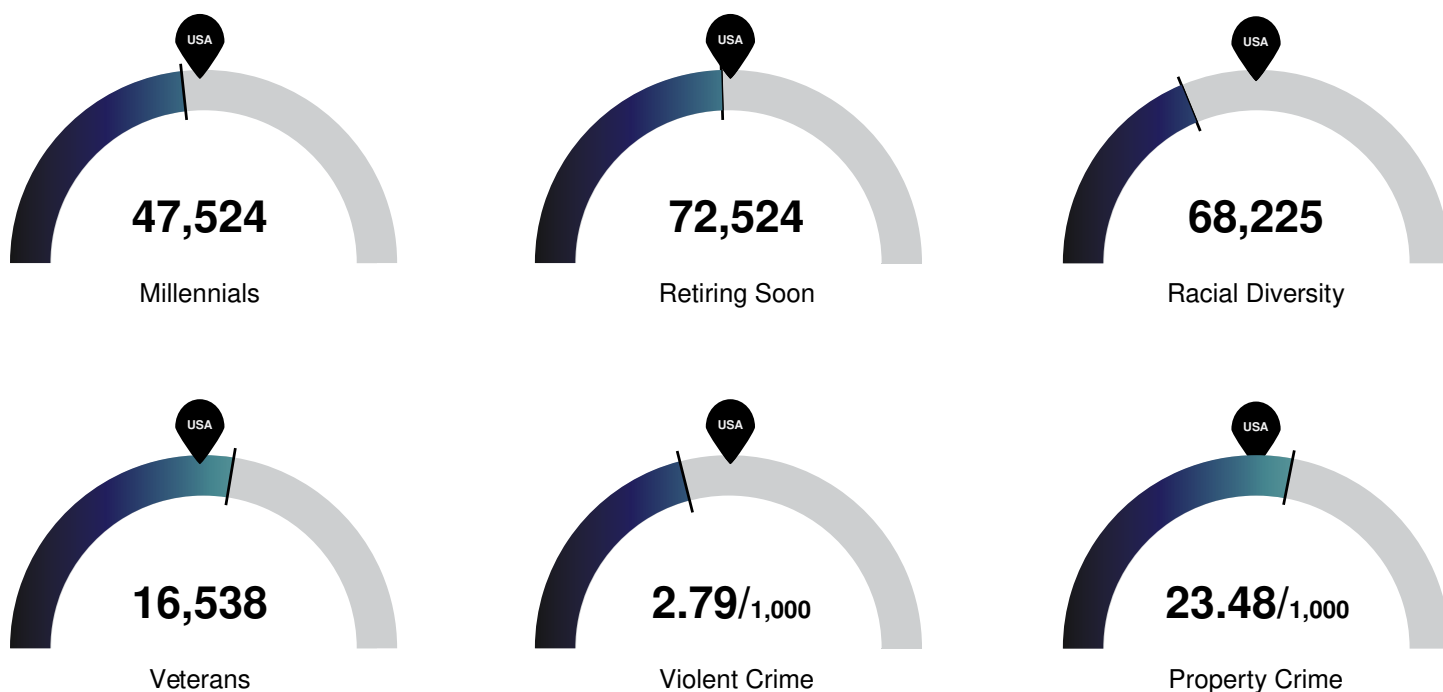 USA
USA
USA
47,524
72,524
68,225
Millennials
Retiring Soon
Racial Diversity
USA
USA
USA
16,538
2.79/1,000
23.48/1,000
Veterans
Violent Crime
Property Crime